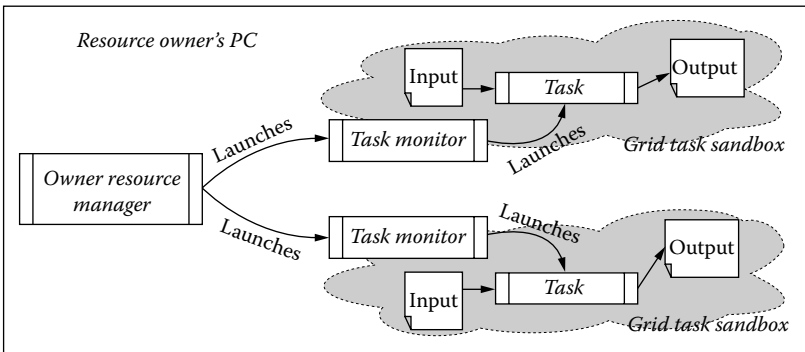 Resource owner's PC
Input
Task
Output
Launches
Task monitor
Launches
Grid task sandbox
Owner resource
manager
Launches
Task monitor
Launches
Output
Input
Task
Grid task sandbox